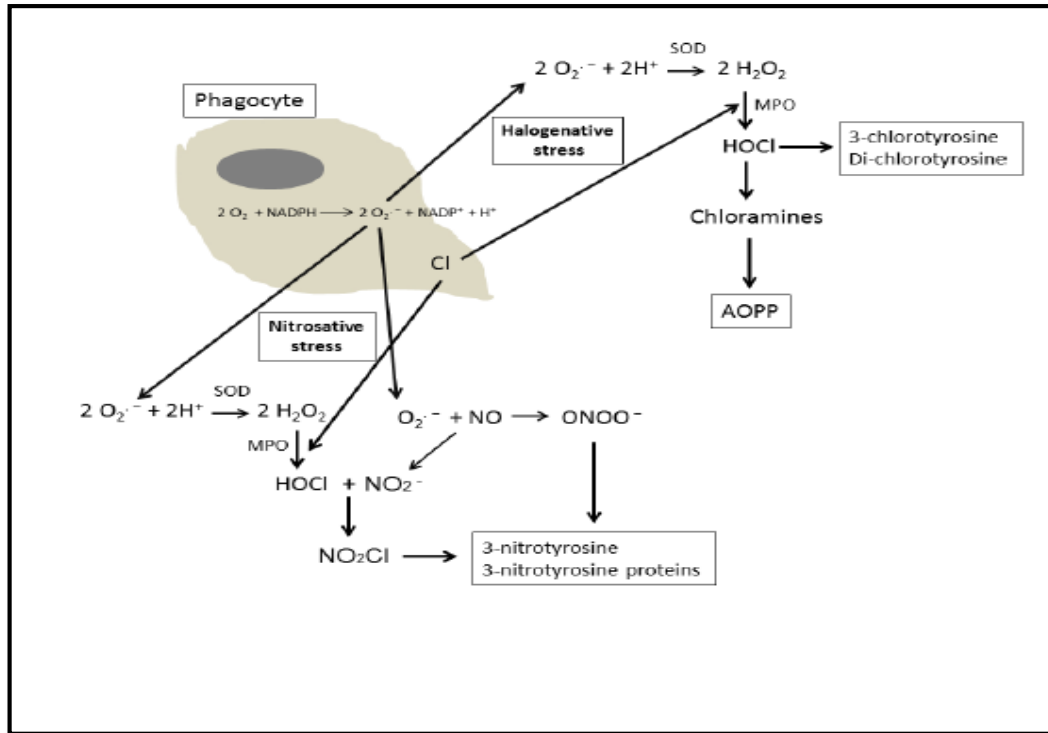 2 O₂·⁻ + 2H⁺ → 2 H₂O₂
SOD
Phagocyte
MPO
Halogenative
stress
HOCl
3-chlorotyrosine
Di-chlorotyrosine
2 O₂ + NADPH → 2 O₂·⁻ + NADP⁺ + H⁺
Chloramines
Cl
AOPP
Nitrosative
stress
SOD
2 O₂·⁻ + 2H⁺ → 2 H₂O₂
O₂·⁻ + NO → ONOO⁻
MPO
HOCl + NO₂⁻
NO₂Cl
3-nitrotyrosine
3-nitrotyrosine proteins